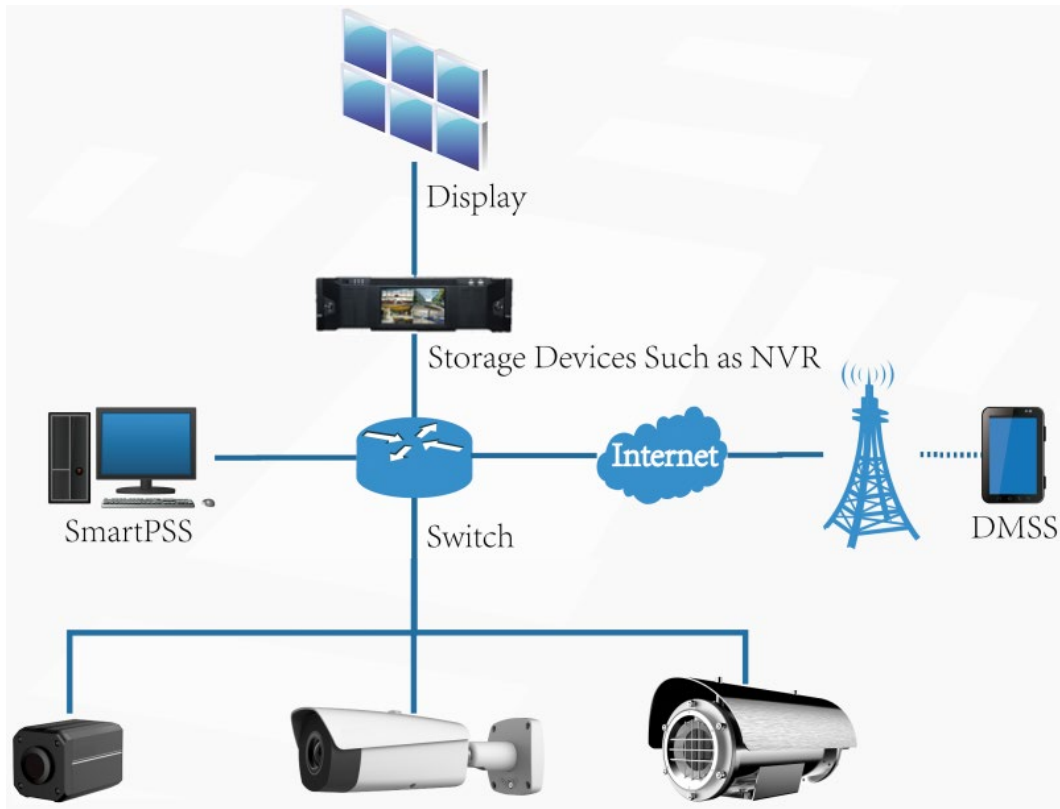 Display
Storage Devices Such as NVR
Internet
SmartPSS
Switch
DMSS